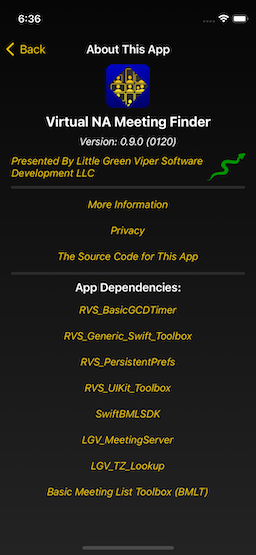 6:36
Back
About This App
Virtual NA Meeting Finder
Version: 0.9.0 (0120)
Presented By Little Green Viper Software
Development LLC
More Information
Privacy
The Source Code for This App
App Dependencies:
RVS_BasicGCDTimer
RVS_Generic_Swift_Toolbox
RVS_PersistentPrefs
RVS_UIKit_Toolbox
SwiftBMLSDK
LGV_MeetingServer
LGV_TZ_Lookup
Basic Meeting List Toolbox (BMLT)